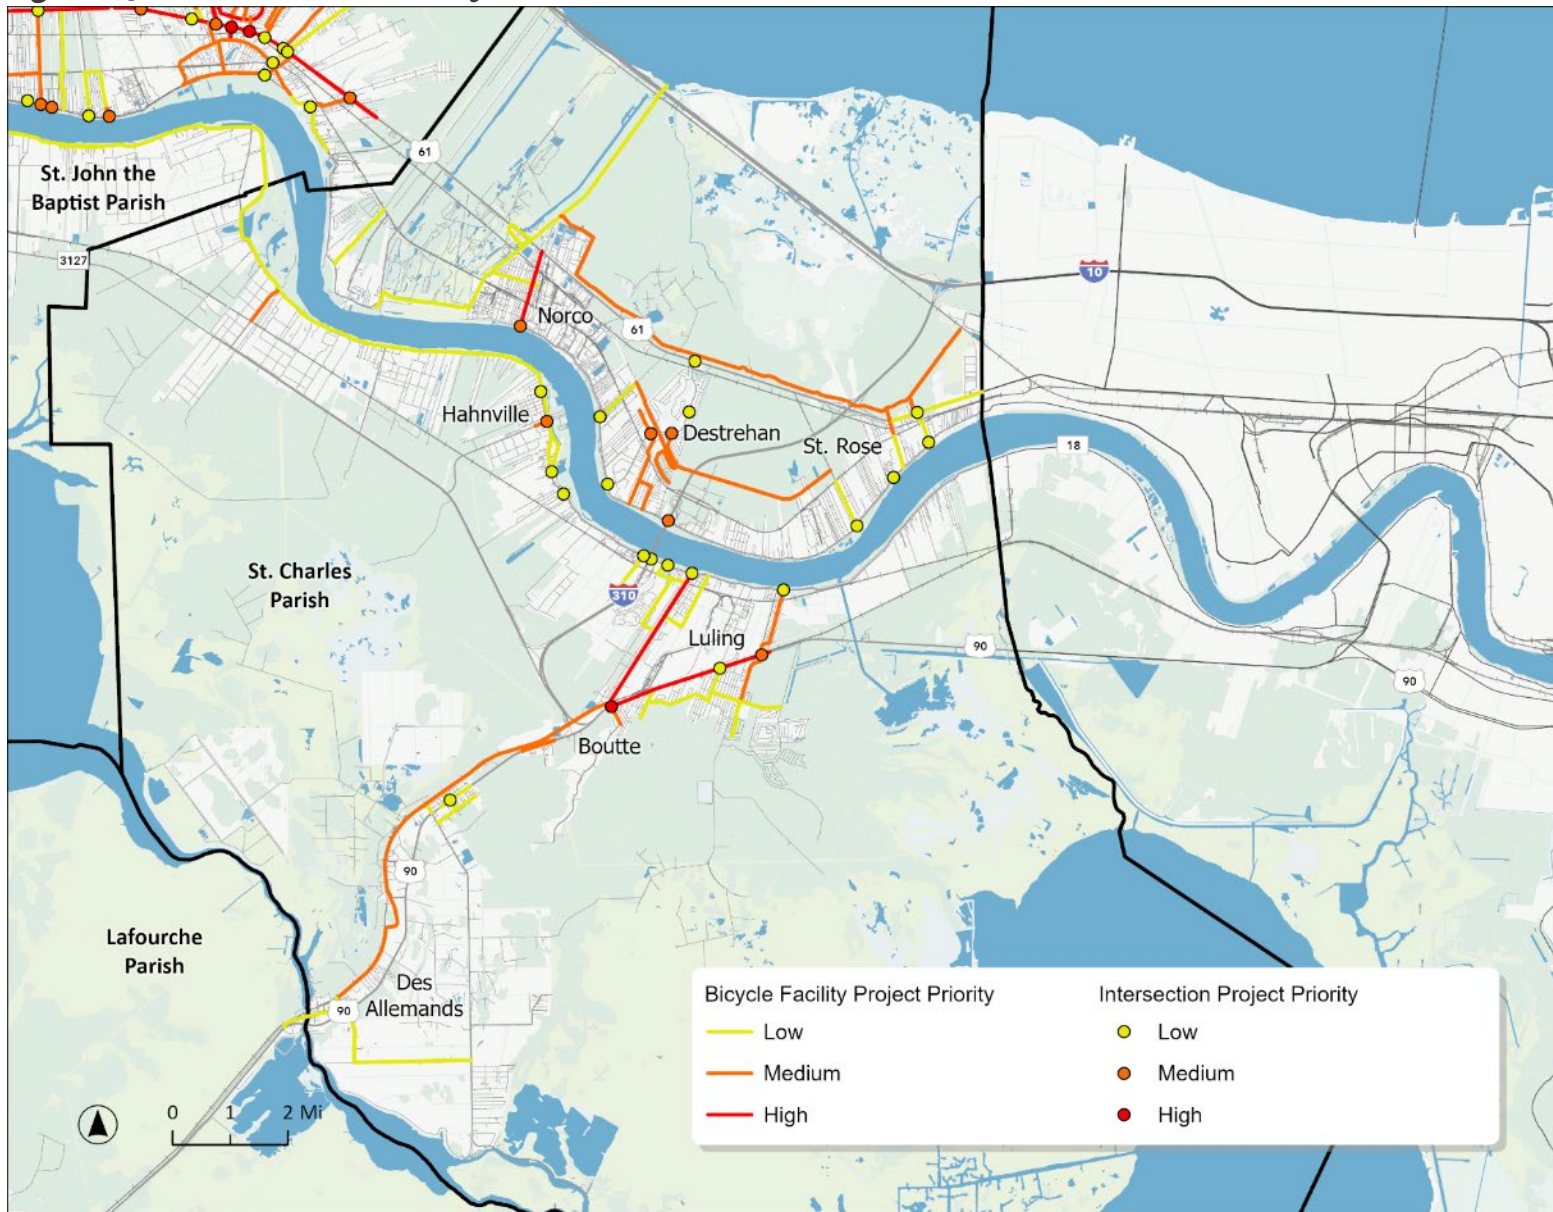 61
St. John the
Baptist Parish
3127
10
Norco
61
Hahnville
Destrehan
St. Rose
18
St. Charles
Parish
310
Luling
90
90
Boutte
90
Lafourche
Parish
Des
Allemands
90
Bicycle Facility Project Priority
Low
Medium
High
Intersection Project Priority
Low
Medium
High
0 1 2 Mi